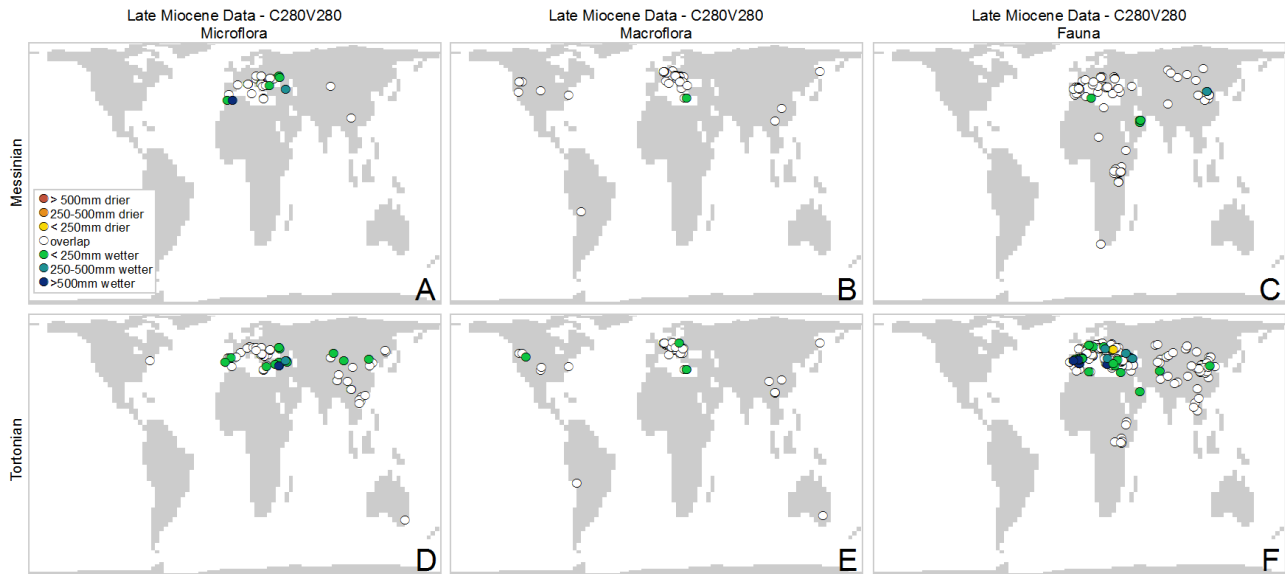 Late Miocene Data - C280V280
Microflora
Late Miocene Data - C280V280
Macroflora
Late Miocene Data - C280V280
Fauna
Messinian
> 500mm drier
250-500mm drier
< 250mm drier
overlap
< 250mm wetter
250-500mm wetter
>500mm wetter
A
B
C
Tortonian
D
E
F